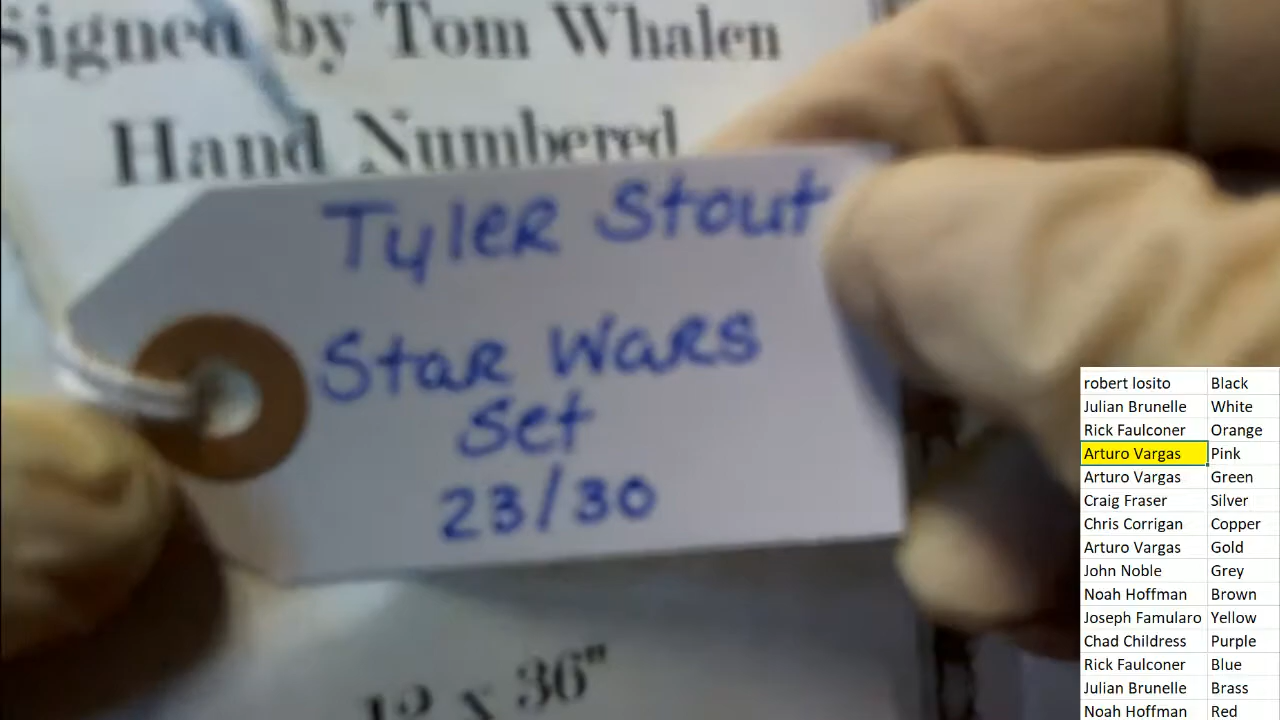 Signed by Tom Whalen
Hand Numbered
Tyler Stout
Star Wars
Set
23/30
12 x 36"
robert Iosito Black
Julian Brunelle White
Rick Faulconer Orange
Arturo Vargas Pink
Arturo Vargas Green
Craig Fraser Silver
Chris Corrigan Copper
Arturo Vargas Gold
John Noble Grey
Noah Hoffman Brown
Joseph Famularo Yellow
Chad Childress Purple
Rick Faulconer Blue
Julian Brunelle Brass
Noah Hoffman Red